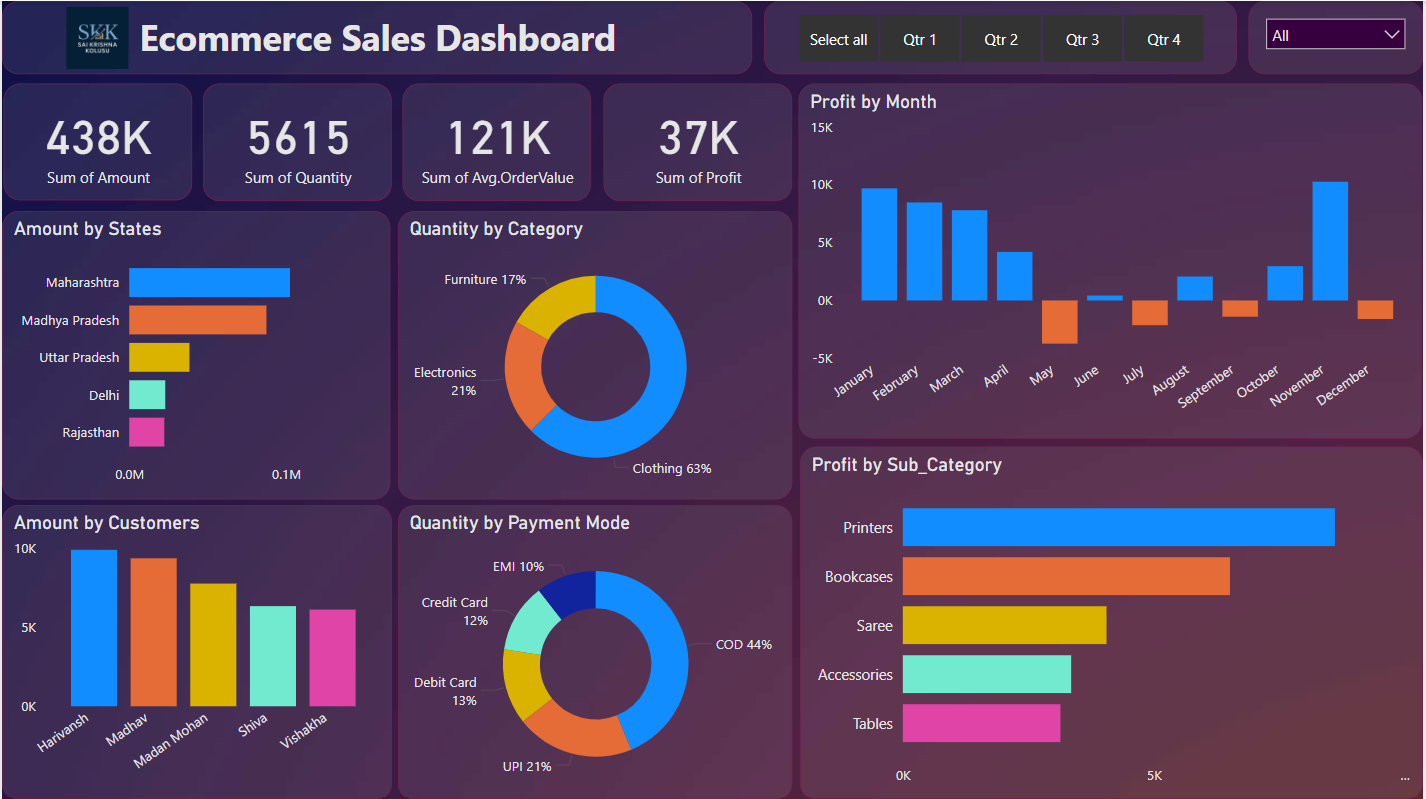 SKK
SAI KRISHNA
KOLUSU
Ecommerce Sales Dashboard
Select all
Qtr 1
Qtr 2
Qtr 3
Qtr 4
All
438K
Sum of Amount
5615
Sum of Quantity
121K
Sum of Avg.OrderValue
37K
Sum of Profit
Profit by Month
15K
10K
5K
0K
-5K
January
February
March
April
May
June
July
August
September
October
November
December
Amount by States
Maharashtra
Madhya Pradesh
Uttar Pradesh
Delhi
Rajasthan
0.0M
0.1M
Quantity by Category
Furniture 17%
Electronics
21%
Clothing 63%
Amount by Customers
10K
5K
0K
Harivansh
Madhav
Madan Mohan
Shiva
Vishakha
Quantity by Payment Mode
EMI 10%
Credit Card
12%
COD 44%
Debit Card
13%
UPI 21%
Profit by Sub_Category
Printers
Bookcases
Saree
Accessories
Tables
0K
5K
...